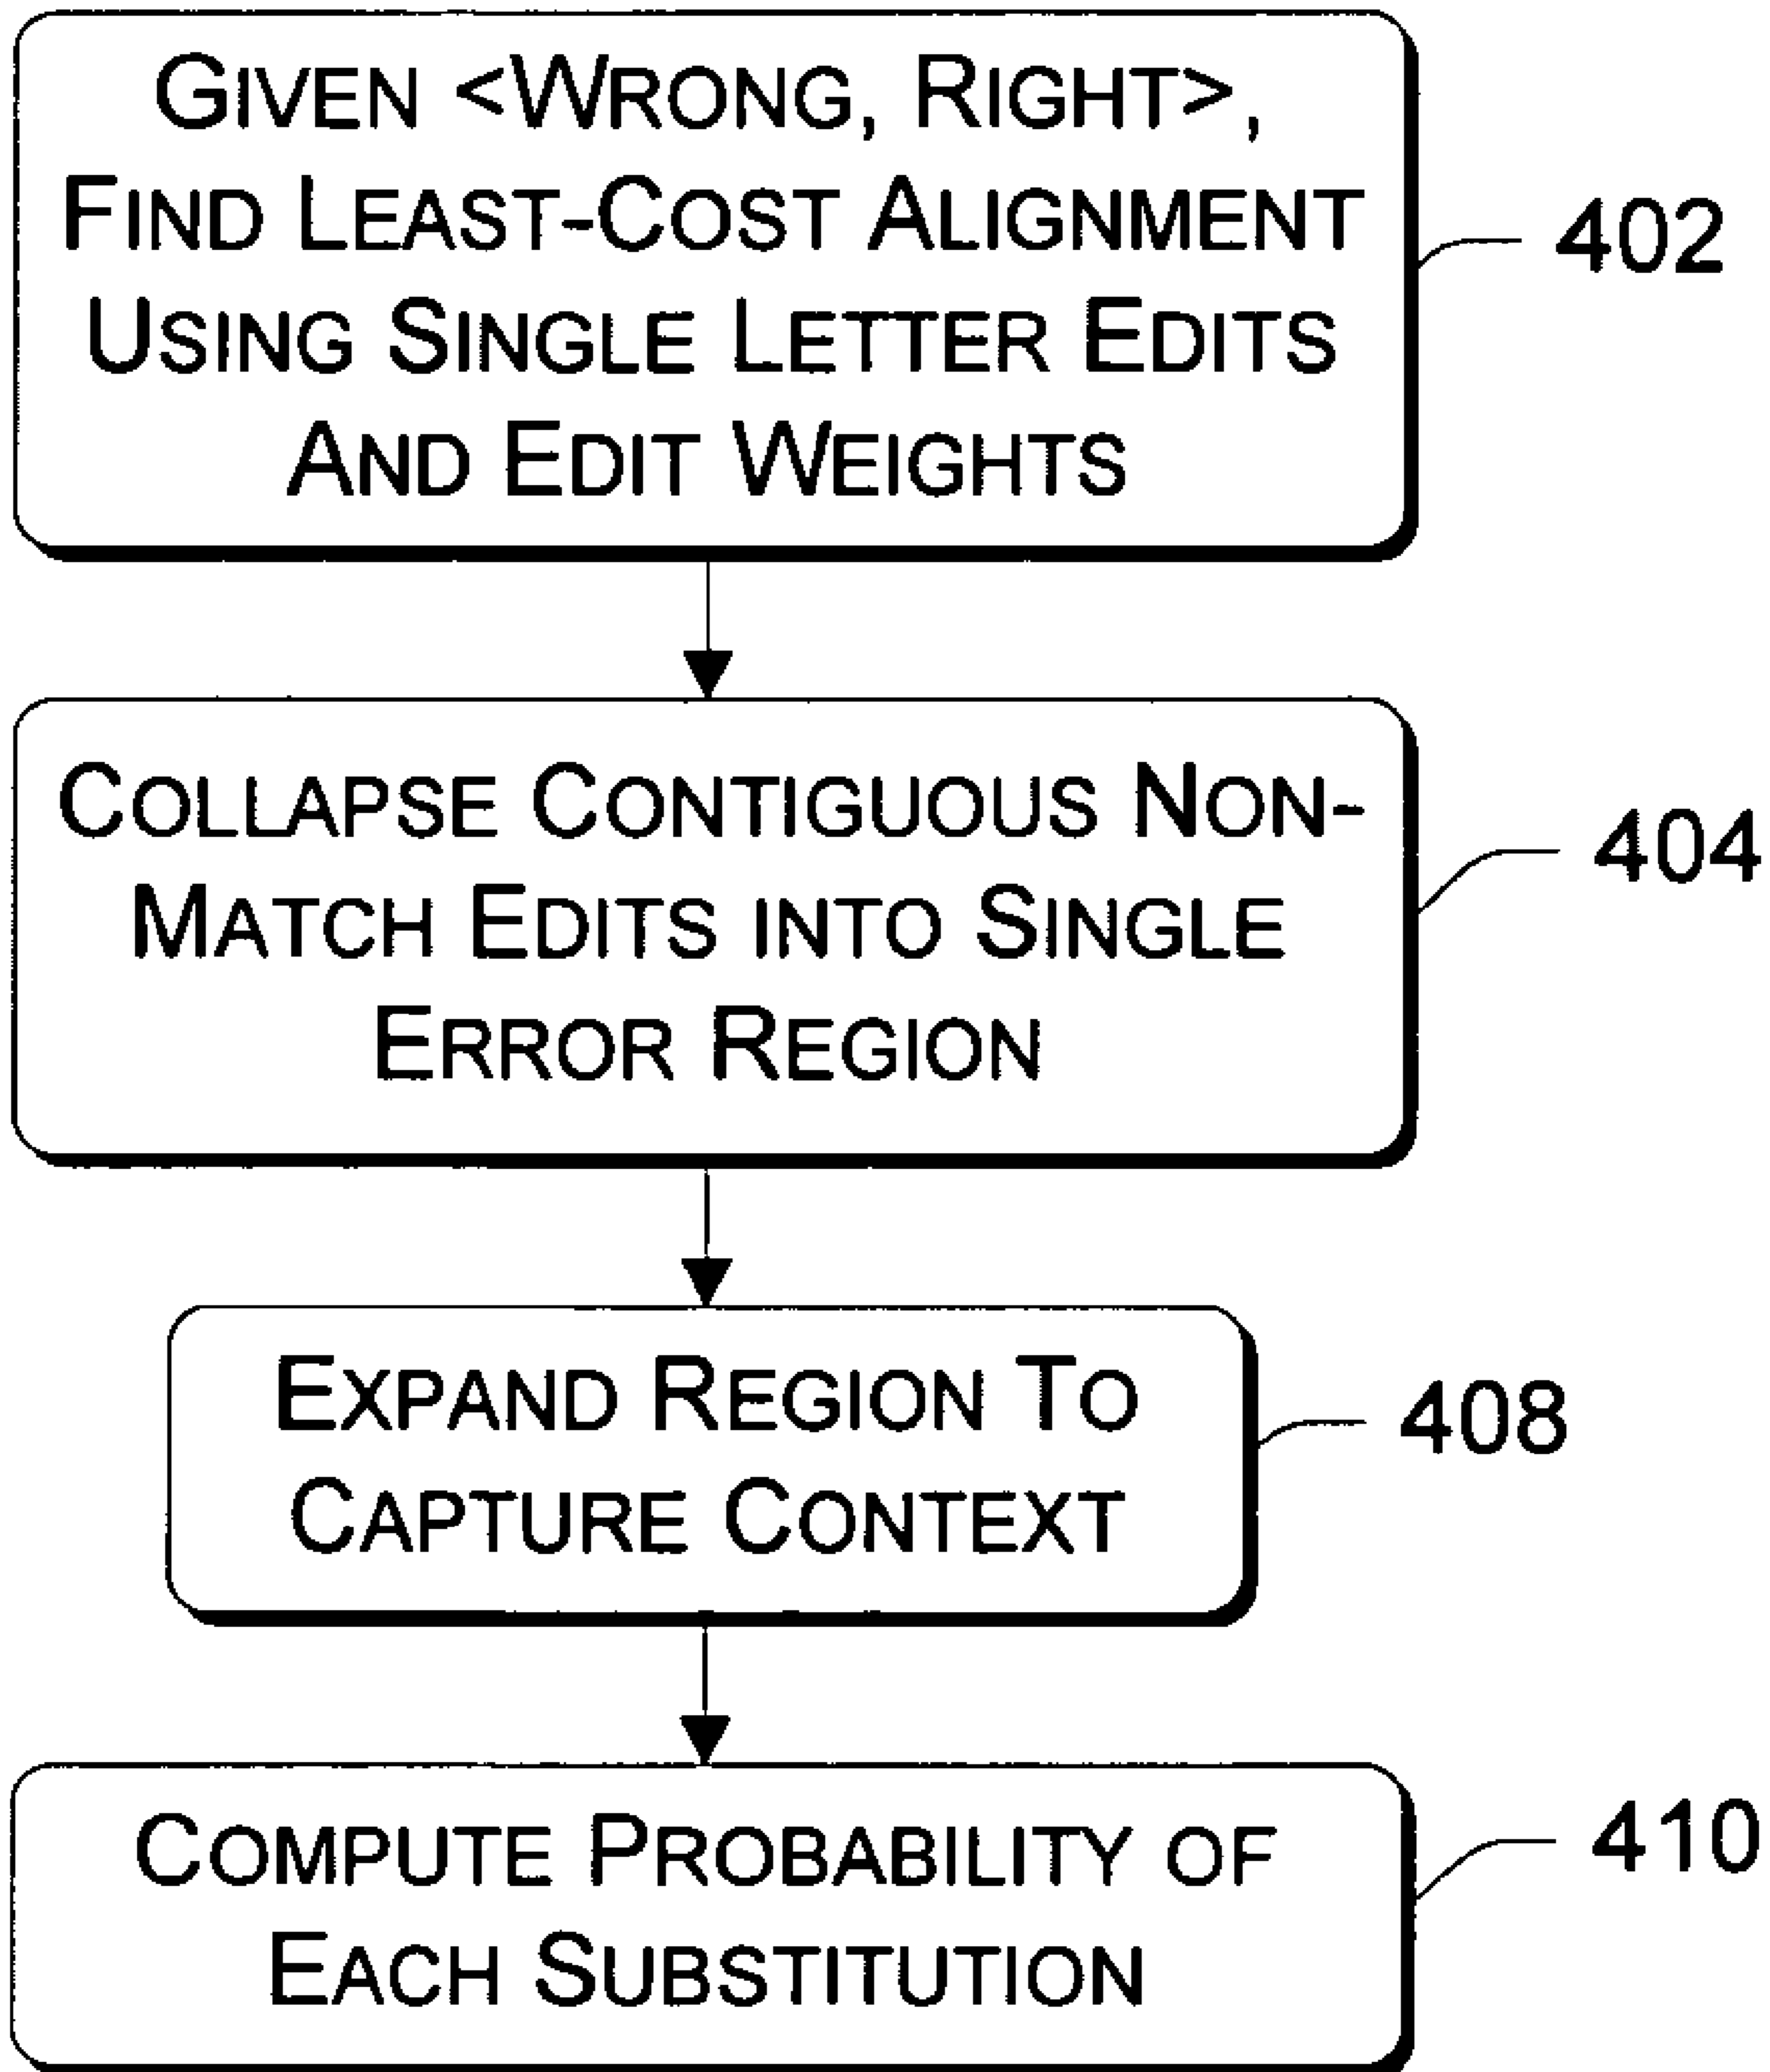 GIVEN <WRONG, RIGHT>,
FIND LEAST-COST ALIGNMENT
USING SINGLE LETTER EDITS
AND EDIT WEIGHTS
402
COLLAPSE CONTIGUOUS NON-
MATCH EDITS INTO SINGLE
ERROR REGION
404
EXPAND REGION TO
CAPTURE CONTEXT
408
COMPUTE PROBABILITY OF
EACH SUBSTITUTION
410